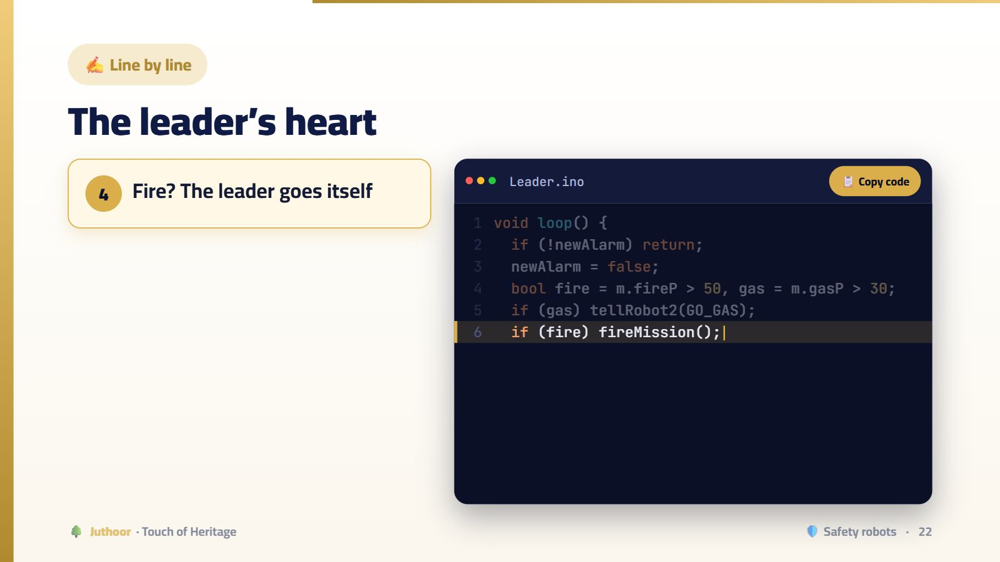 ✍️ Line by line
The leader's heart
4 Fire? The leader goes itself
Leader.ino
📋 Copy code
1 void loop() {
2 if (!newAlarm) return;
3 newAlarm = false;
4 bool fire = m.fireP > 50, gas = m.gasP > 30;
5 if (gas) tellRobot2(GO_GAS);
6 if (fire) fireMission();
🌳 Juthoor · Touch of Heritage
🛡️ Safety robots · 22